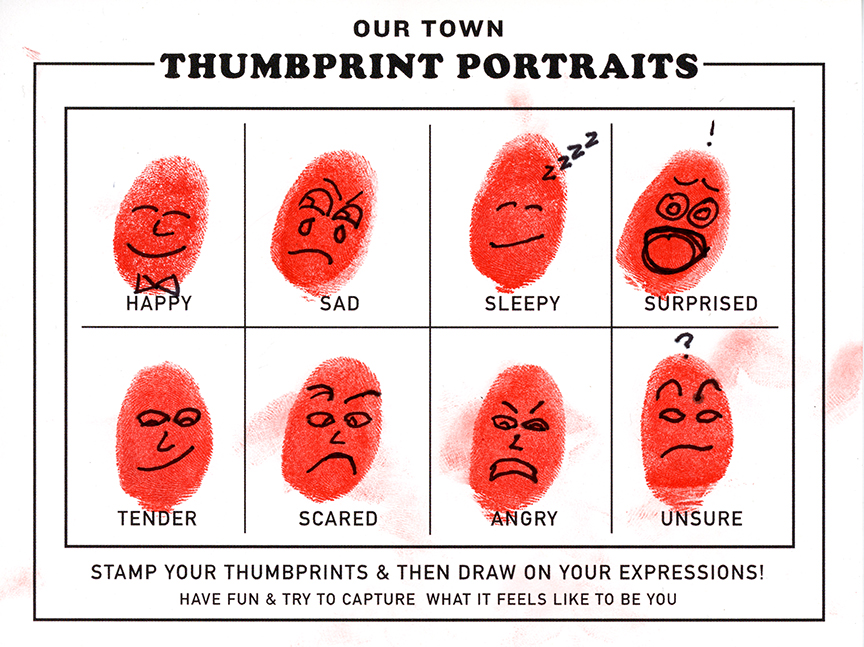 OUR TOWN
THUMBPRINT PORTRAITS
zzzz
!
HAPPY SAD SLEEPY SURPRISED
?
TENDER SCARED ANGRY UNSURE
STAMP YOUR THUMBPRINTS & THEN DRAW ON YOUR EXPRESSIONS!
HAVE FUN & TRY TO CAPTURE WHAT IT FEELS LIKE TO BE YOU